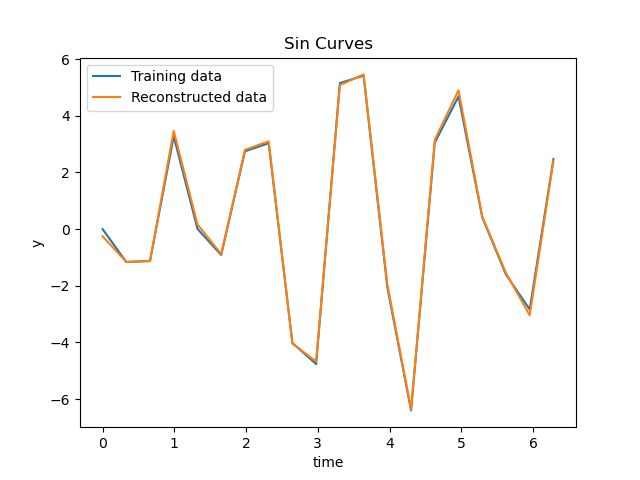 Sin Curves
Training data
Reconstructed data
6
4
2
0
−2
−4
−6
y
0 1 2 3 4 5 6
time